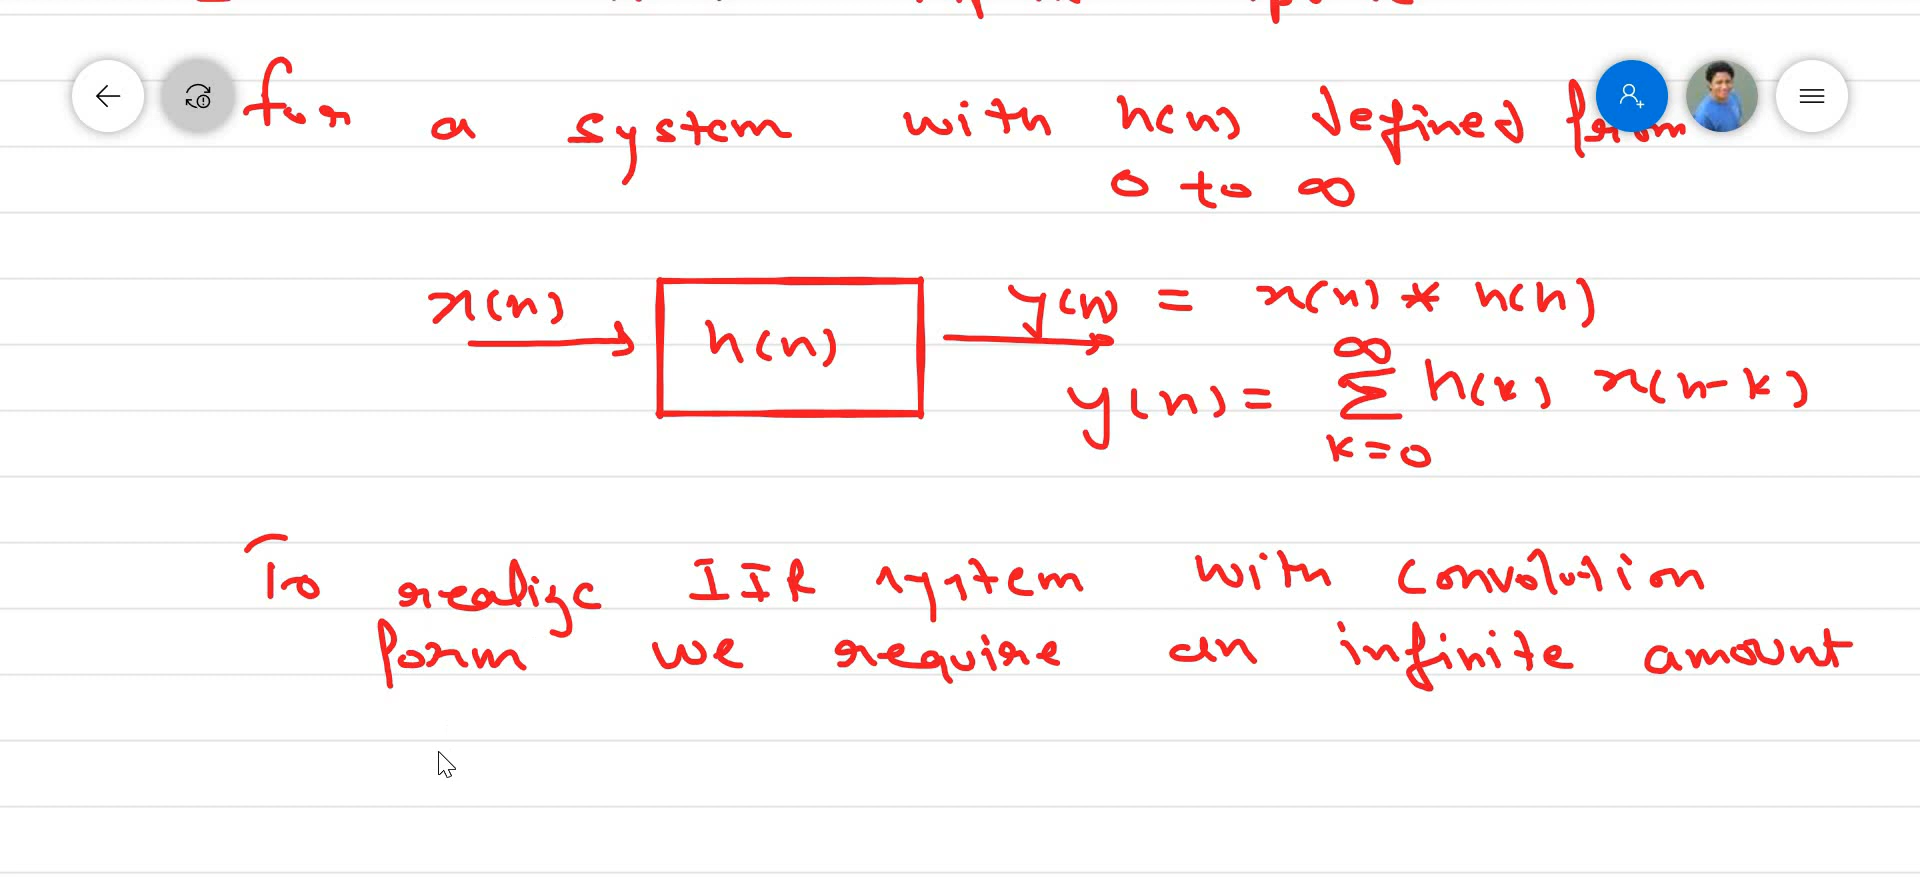 for a system with h(n) defined from
0 to ∞
x(n)
h(n)
y(n) = x(n) * h(n)
y(n) = ∞ Σ k=0 h(k) x(n-k)
To realize IIR system with convolution
form we require an infinite amount